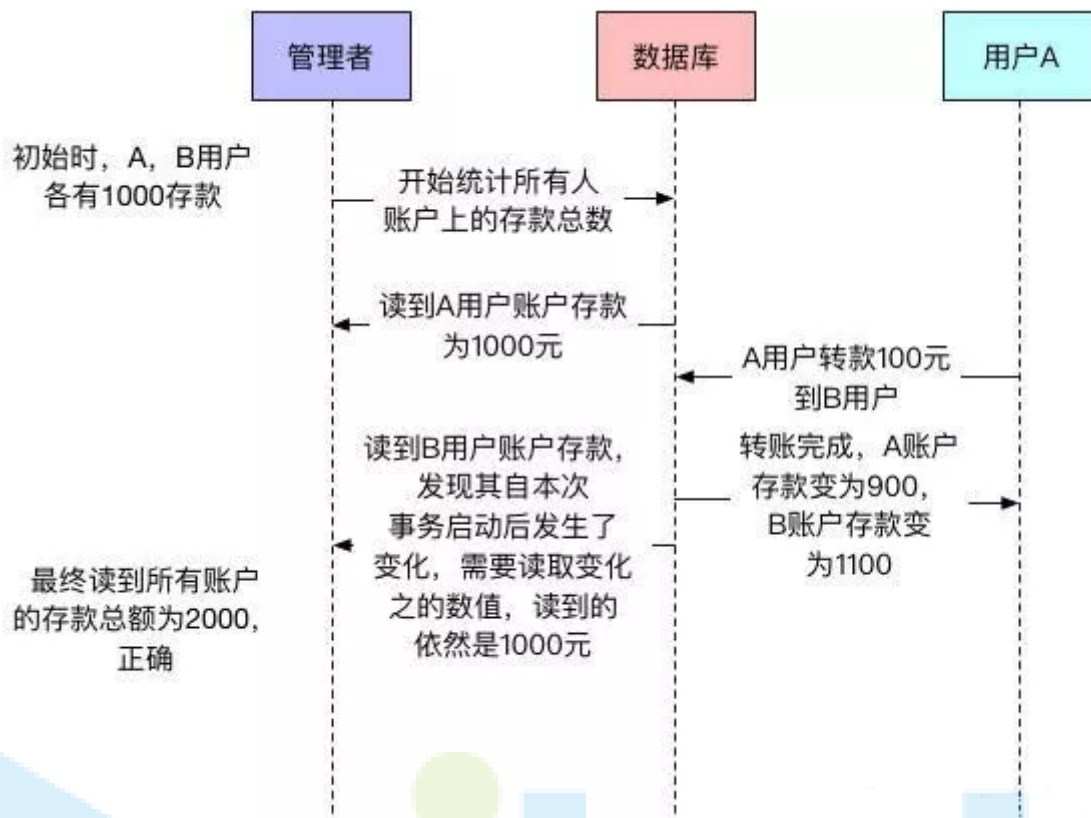 管理者
数据库
用户A
初始时，A，B用户
各有1000存款
开始统计所有人
账户上的存款总数
读到A用户账户存款
为1000元
A用户转款100元
到B用户
转账完成，A账户
存款变为900，
B账户存款变
为1100
读到B用户账户存款，
发现其自本次
事务启动后发生了
变化，需要读取变化
之的数值，读到的
依然是1000元
最终读到所有账户
的存款总额为2000，
正确